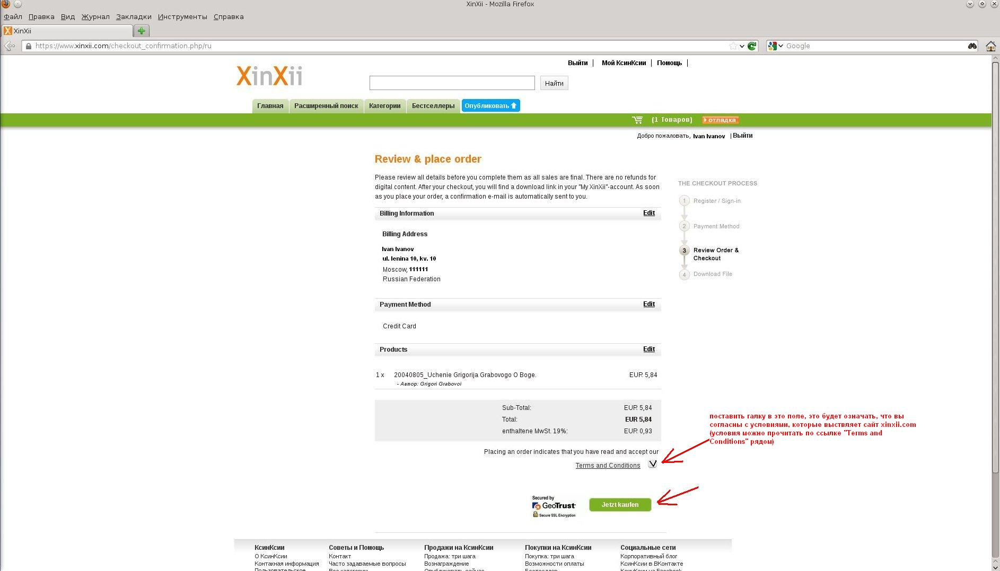 XinXii - Mozilla Firefox
Файл Правка Вид Журнал Закладки Инструменты Справка
XinXii
https://www.xinxii.com/checkout_confirmation.php/ru
Google
Выйти | Мой КсинКсии | Помощь |
XinXii
Найти
Главная Расширенный поиск Категории Бестселлеры Опубликовать
(1 Товаров) отладка
Добро пожаловать, Ivan Ivanov | Выйти
Review & place order
Please review all details before you complete them as all sales are final. There are no refunds for
digital content. After your checkout, you will find a download link in your "My XinXii"-account. As soon
as you place your order, a confirmation e-mail is automatically sent to you.
THE CHECKOUT PROCESS
1 Register / Sign-in
2 Payment Method
3 Review Order &
Checkout
4 Download File
Billing Information Edit
Billing Address
Ivan Ivanov
ul. lenina 10, kv. 10
Moscow, 111111
Russian Federation
Payment Method Edit
Credit Card
Products Edit
1 x 20040805_Uchenie Grigorija Grabovogo O Boge. EUR 5,84
- Автор: Grigori Grabovoi
Sub-Total: EUR 5,84
Total: EUR 5,84
enthaltene MwSt. 19%: EUR 0,93
поставить галку в это поле, это будет означать, что вы
согласны с условиями, которые выствляет сайт xinxii.com
(условия можно прочитать по ссылке "Terms and
Conditions" рядом)
Placing an order indicates that you have read and accept our
Terms and Conditions
Secured by
GeoTrust
Secure SSL Encryption
Jetzt kaufen
КсинКсии Советы и Помощь Продажи на КсинКсии Покупки на КсинКсии Социальные сети
О КсинКсии Контакт Продажа: три шага Покупка: три шага Корпоративный блог
Контакная информация Часто задаваемые вопросы Вознаграждение Возможности оплаты КсинКсии в ВКонтакте
Пользовательское Все категории Опубликовать сейчас Бестселлер КсинКсии на Facebook